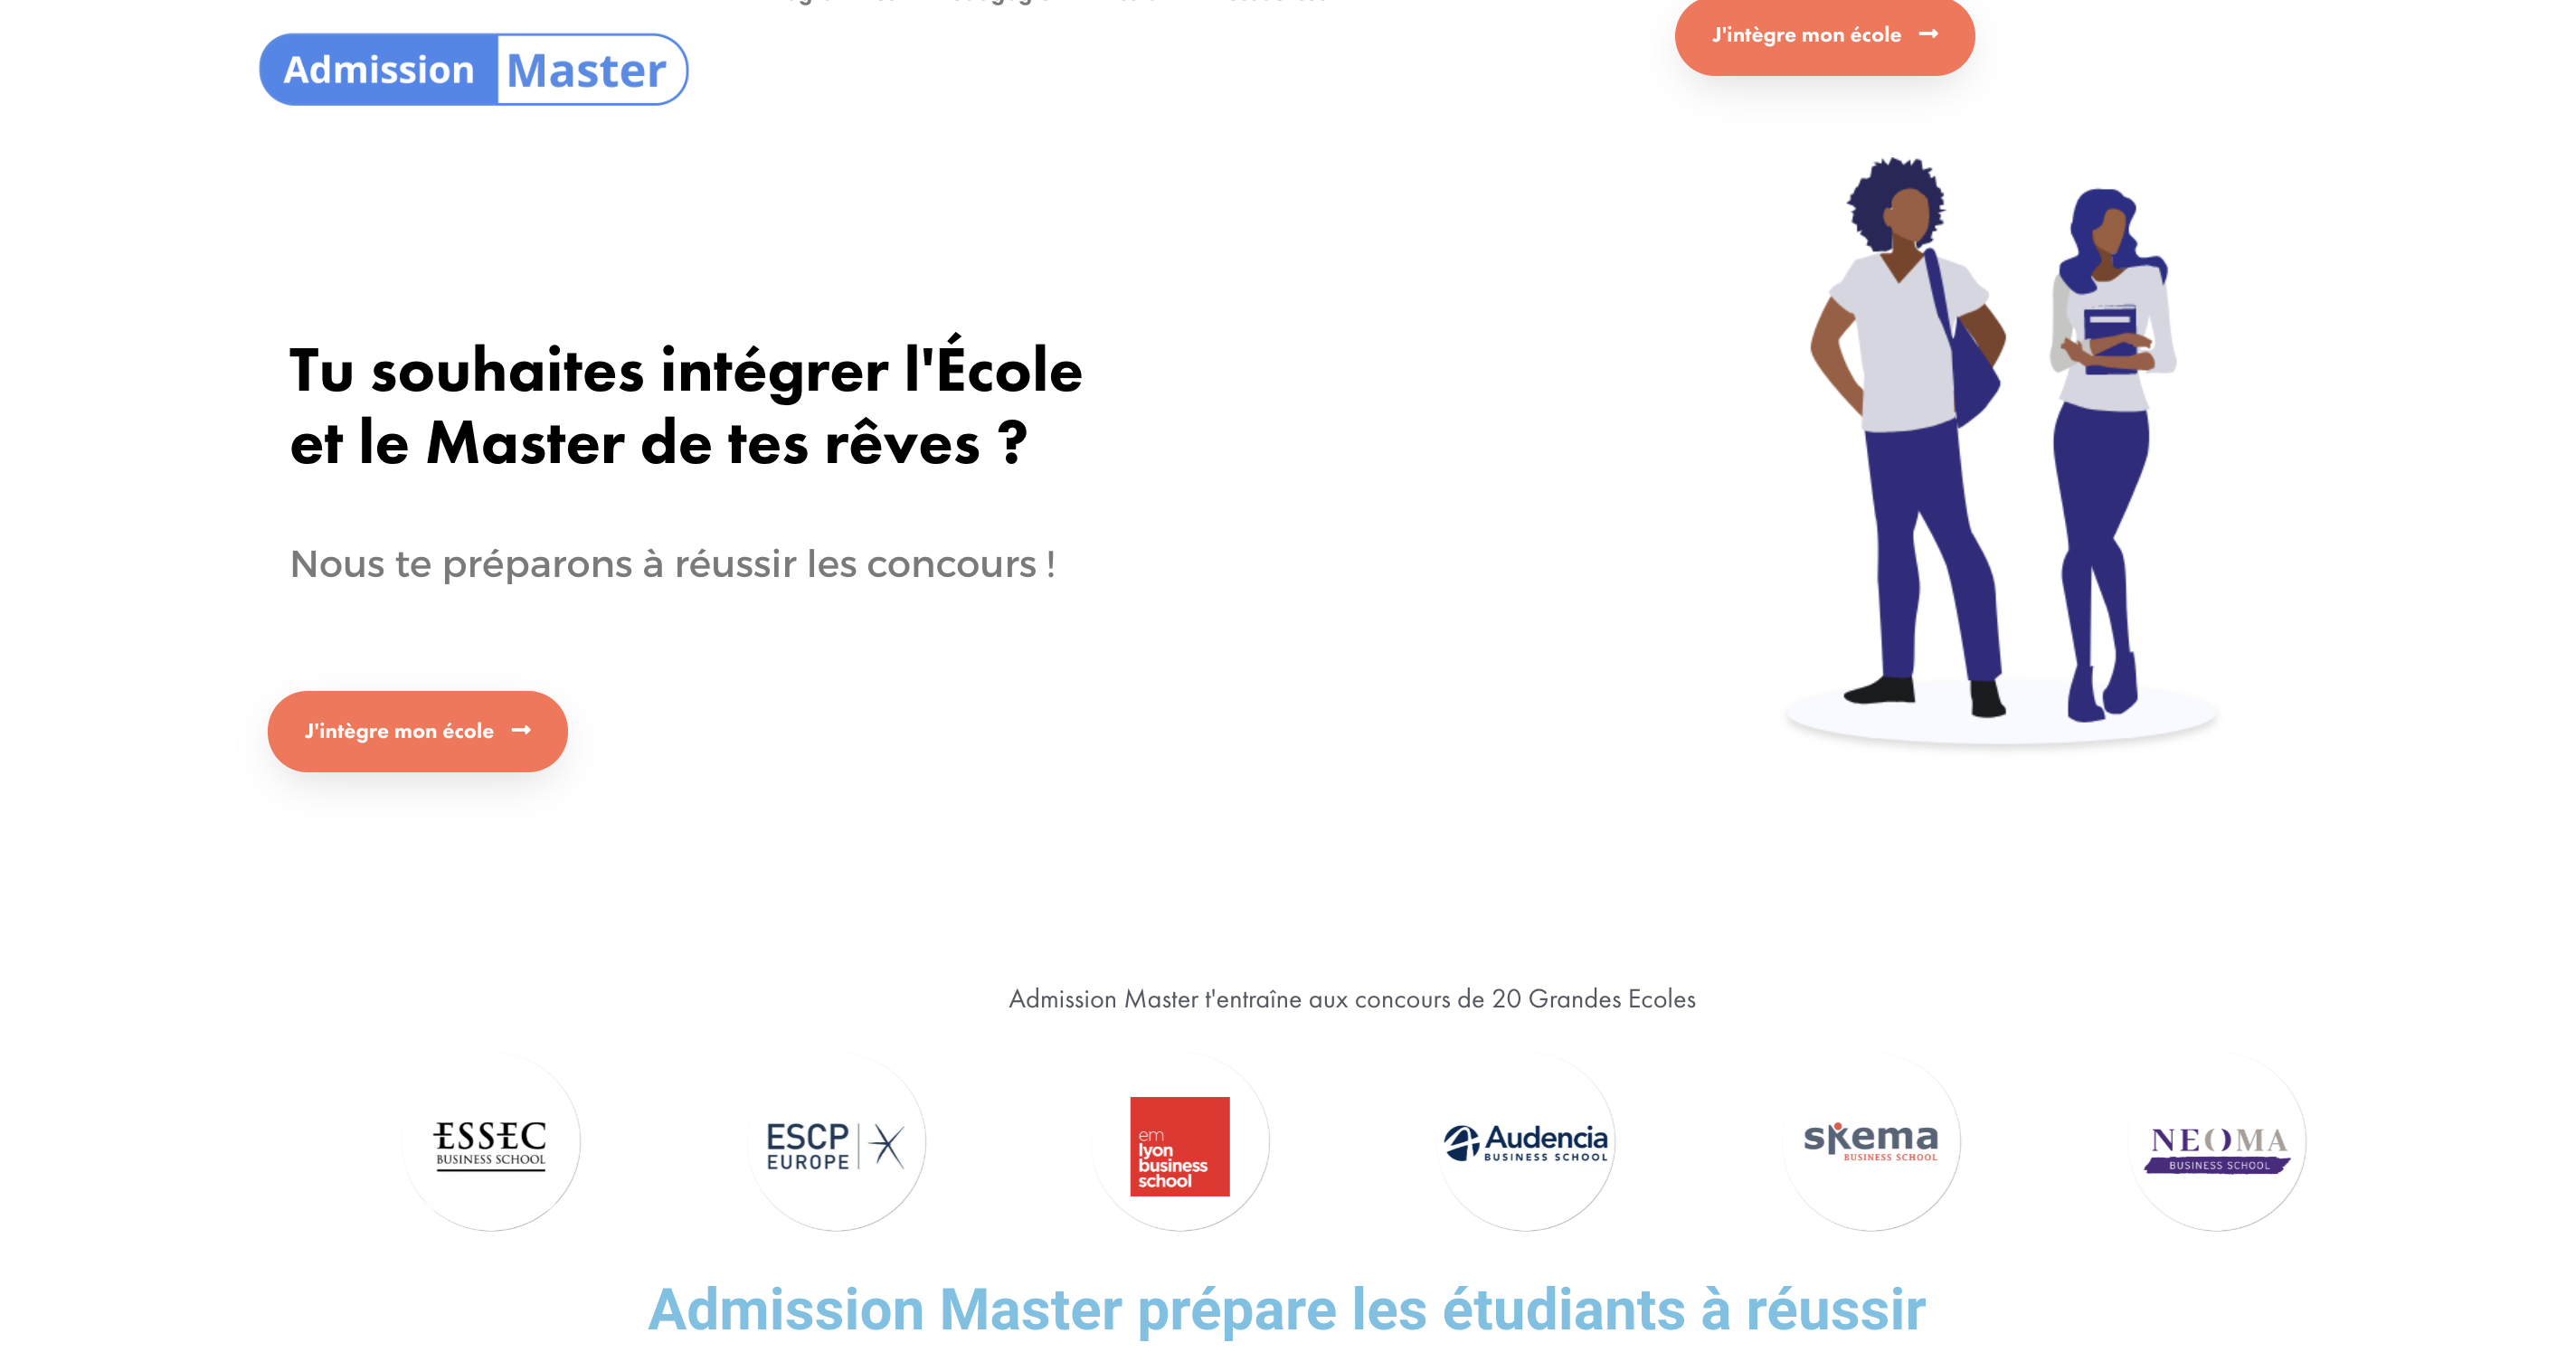 J'intègre mon école
Admission Master
Tu souhaites intégrer l'École
et le Master de tes rêves ?
Nous te préparons à réussir les concours !
J'intègre mon école
Admission Master t'entraîne aux concours de 20 Grandes Ecoles
ESSEC
BUSINESS SCHOOL
ESCP
EUROPE
em
lyon
business
school
Audencia
BUSINESS SCHOOL
skema
BUSINESS SCHOOL
NEOMA
BUSINESS SCHOOL
Admission Master prépare les étudiants à réussir